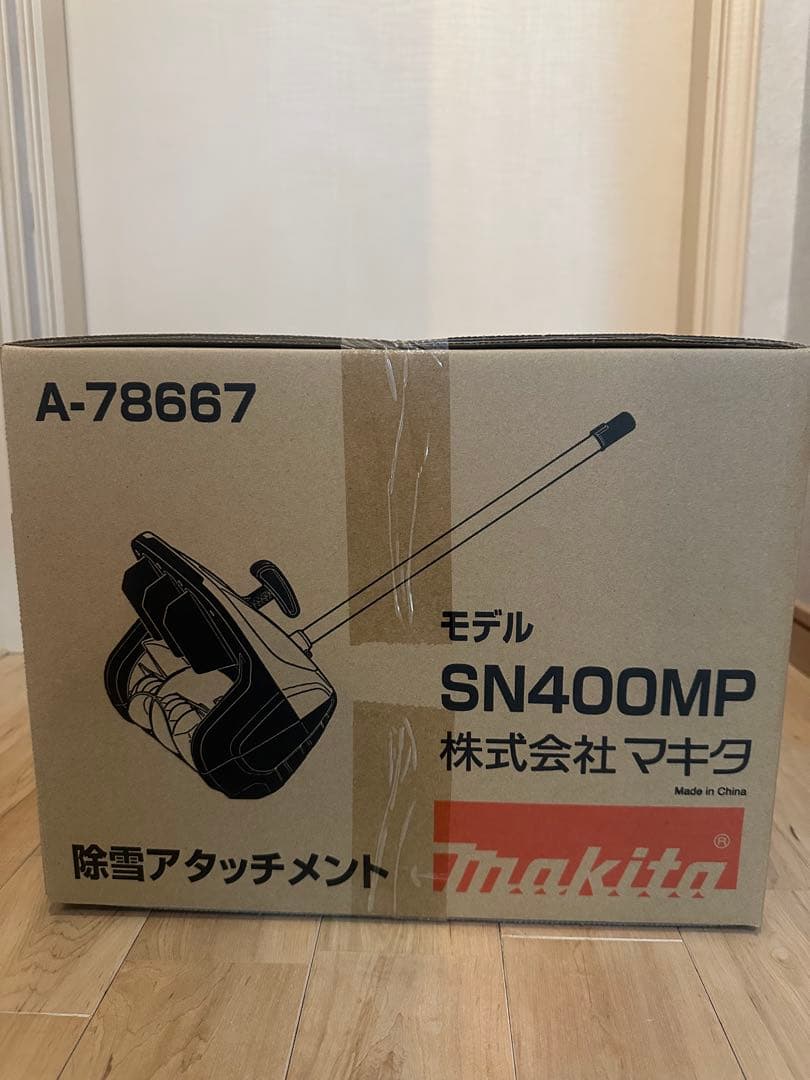 A-78667
モデル
SN400MP
株式会社 マキタ
Made in China
除雪アタッチメント
makita®